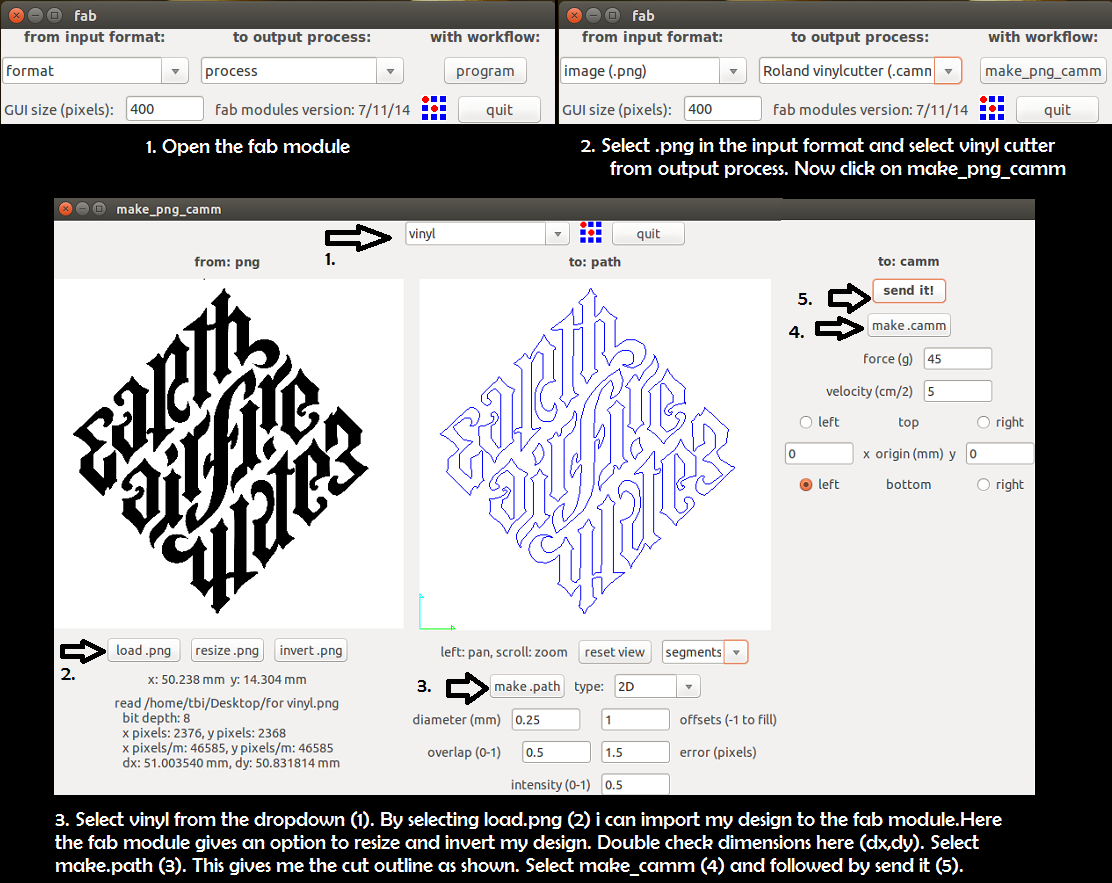 fab
from input format: to output process: with workflow:
format process program
GUI size (pixels): 400 fab modules version: 7/11/14 quit
1. Open the fab module
fab
from input format: to output process: with workflow:
image (.png) Roland vinylcutter (.camm make_png_camm
GUI size (pixels): 400 fab modules version: 7/11/14 quit
2. Select .png in the input format and select vinyl cutter
from output process. Now click on make_png_camm
make_png_camm
1. vinyl quit
from: png
Earth
fire
air
Water
load .png resize .png invert .png
2.
x: 50.238 mm y: 14.304 mm
read /home/tbi/Desktop/for vinyl.png
bit depth: 8
x pixels: 2376, y pixels: 2368
x pixels/m: 46585, y pixels/m: 46585
dx: 51.003540 mm, dy: 50.831814 mm
to: path
Earth
fire
air
Water
left: pan, scroll: zoom reset view segments
3. make .path type: 2D
diameter (mm) 0.25 1 offsets (-1 to fill)
overlap (0-1) 0.5 1.5 error (pixels)
intensity (0-1) 0.5
to: camm
5. send it!
4. make .camm
force (g) 45
velocity (cm/2) 5
left top right
0 x origin (mm) y 0
left bottom right
3. Select vinyl from the dropdown (1). By selecting load.png (2) i can import my design to the fab module.Here
the fab module gives an option to resize and invert my design. Double check dimensions here (dx,dy). Select
make.path (3). This gives me the cut outline as shown. Select make_camm (4) and followed by send it (5).